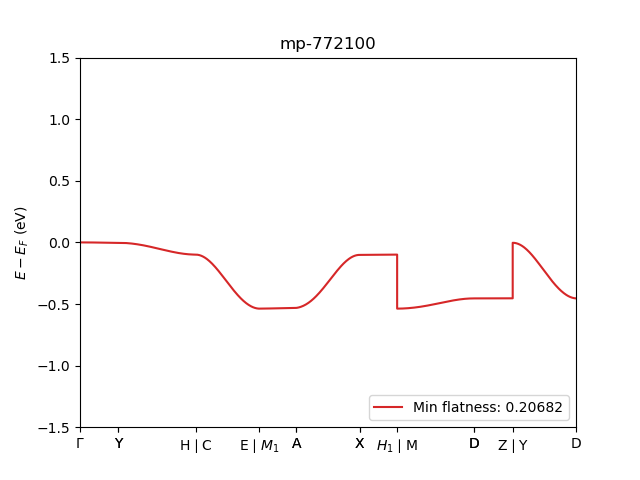 mp-772100
E − E_F (eV)
1.5
1.0
0.5
0.0
−0.5
−1.0
−1.5
Min flatness: 0.20682
Γ Y H | C E | M₁ A X H₁ | M D Z | Y D